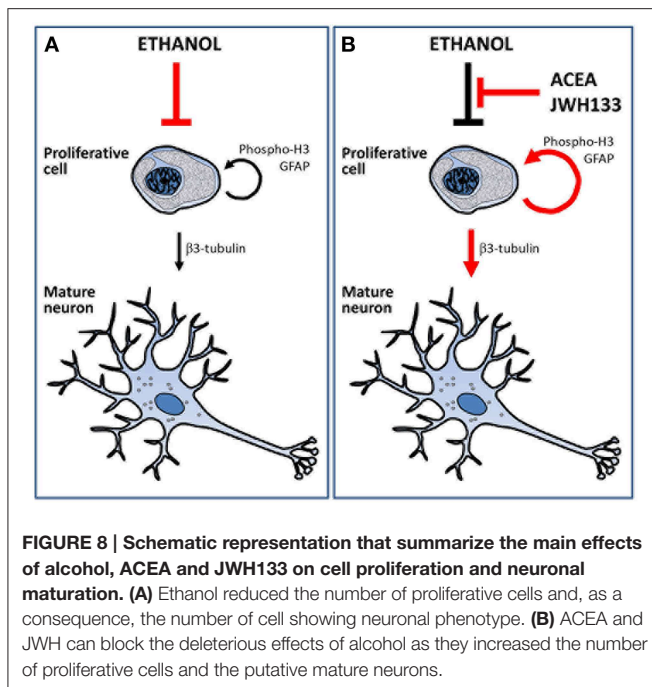 A
ETHANOL
Proliferative
cell
Phospho-H3
GFAP
β3-tubulin
Mature
neuron
B
ETHANOL
ACEA
JWH133
Proliferative
cell
Phospho-H3
GFAP
β3-tubulin
Mature
neuron
FIGURE 8 | Schematic representation that summarize the main effects
of alcohol, ACEA and JWH133 on cell proliferation and neuronal
maturation. (A) Ethanol reduced the number of proliferative cells and, as a
consequence, the number of cell showing neuronal phenotype. (B) ACEA and
JWH can block the deleterious effects of alcohol as they increased the number
of proliferative cells and the putative mature neurons.